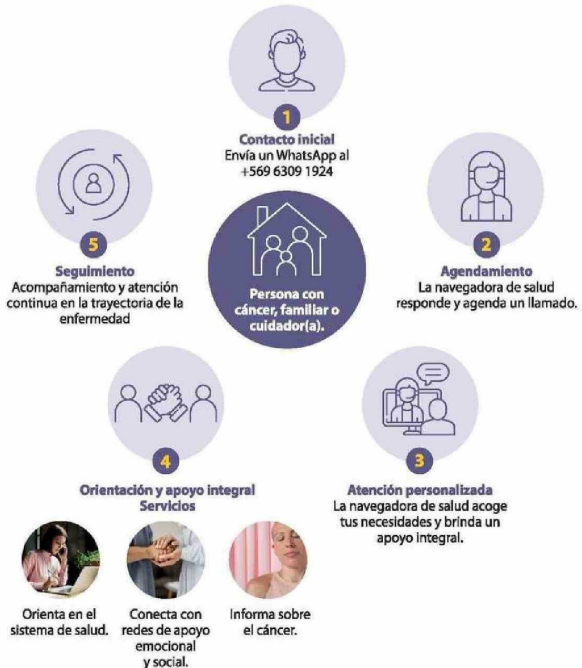 1
Contacto inicial
Envía un WhatsApp al
+569 6309 1924
2
Agendamiento
La navegadora de salud
responde y agenda un llamado.
3
Atención personalizada
La navegadora de salud acoge
tus necesidades y brinda un
apoyo integral.
4
Orientación y apoyo integral
Servicios
Orienta en el
sistema de salud.
Conecta con
redes de apoyo
emocional
y social.
Informa sobre
el cáncer.
5
Seguimiento
Acompañamiento y atención
continua en la trayectoria de la
enfermedad
Persona con
cáncer, familiar o
cuidador(a).